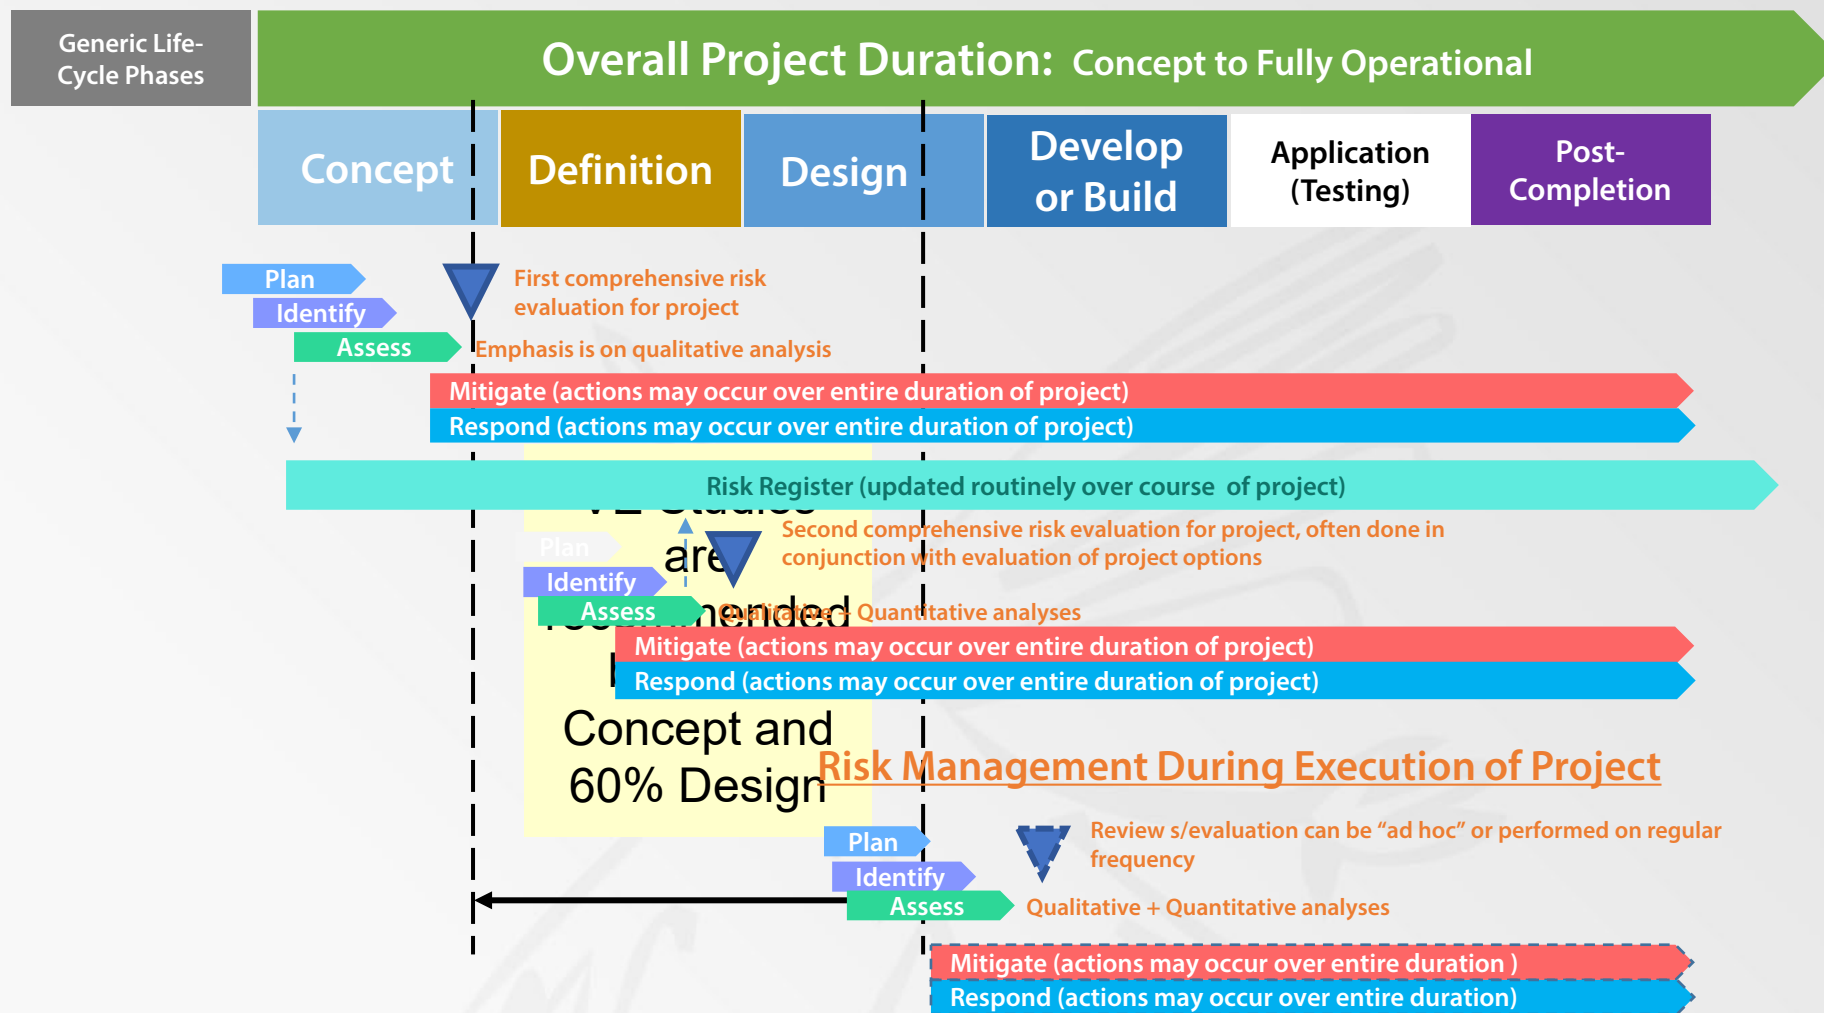 Generic Life-
Cycle Phases
Overall Project Duration: Concept to Fully Operational
Concept
Definition
Design
Develop
or Build
Application
(Testing)
Post-
Completion
Plan
Identify
Assess
First comprehensive risk
evaluation for project
Emphasis is on qualitative analysis
Mitigate (actions may occur over entire duration of project)
Respond (actions may occur over entire duration of project)
Risk Register (updated routinely over course of project)
VE Studies
are
Plan
Identify
Assess
Second comprehensive risk evaluation for project, often done in
conjunction with evaluation of project options
Qualitative + Quantitative analyses
Mitigate (actions may occur over entire duration of project)
Respond (actions may occur over entire duration of project)
Concept and
60% Design
Risk Management During Execution of Project
Plan
Identify
Assess
Review s/evaluation can be “ad hoc” or performed on regular
frequency
Qualitative + Quantitative analyses
Mitigate (actions may occur over entire duration )
Respond (actions may occur over entire duration)